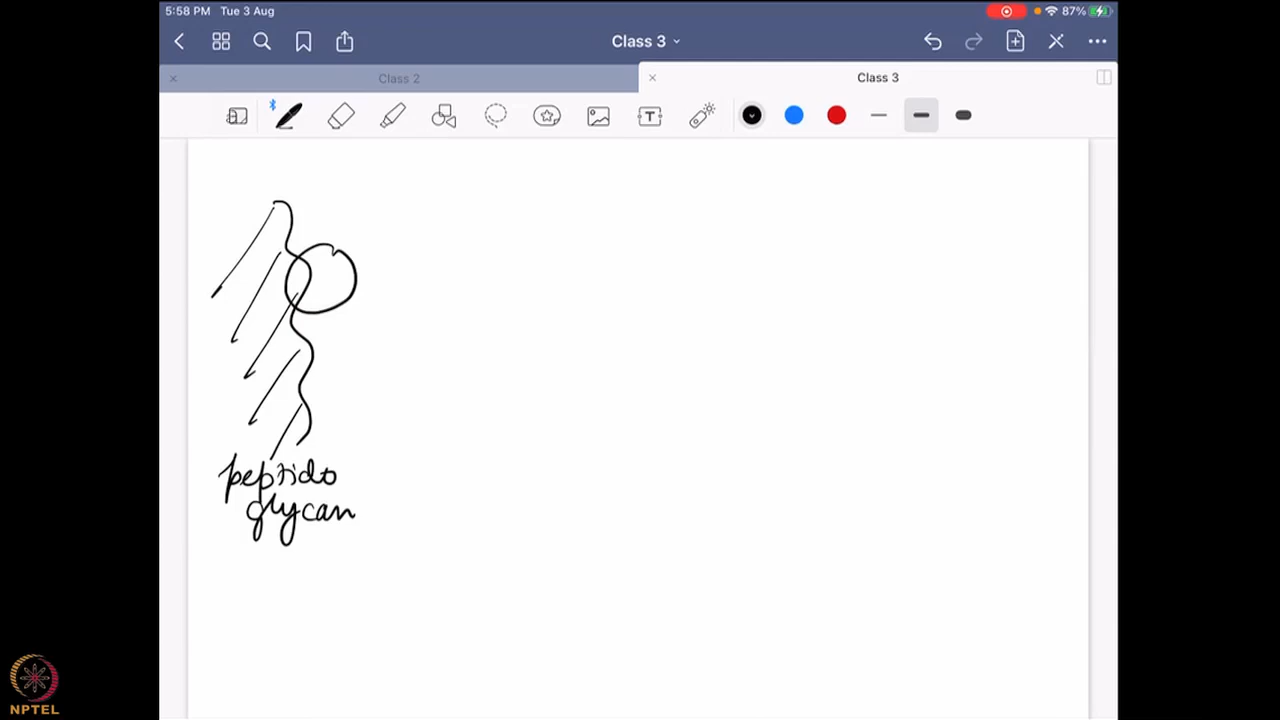 5:58 PM Tue 3 Aug
87%
Class 3
Class 2
Class 3
T
peptido
glycan
NPTEL